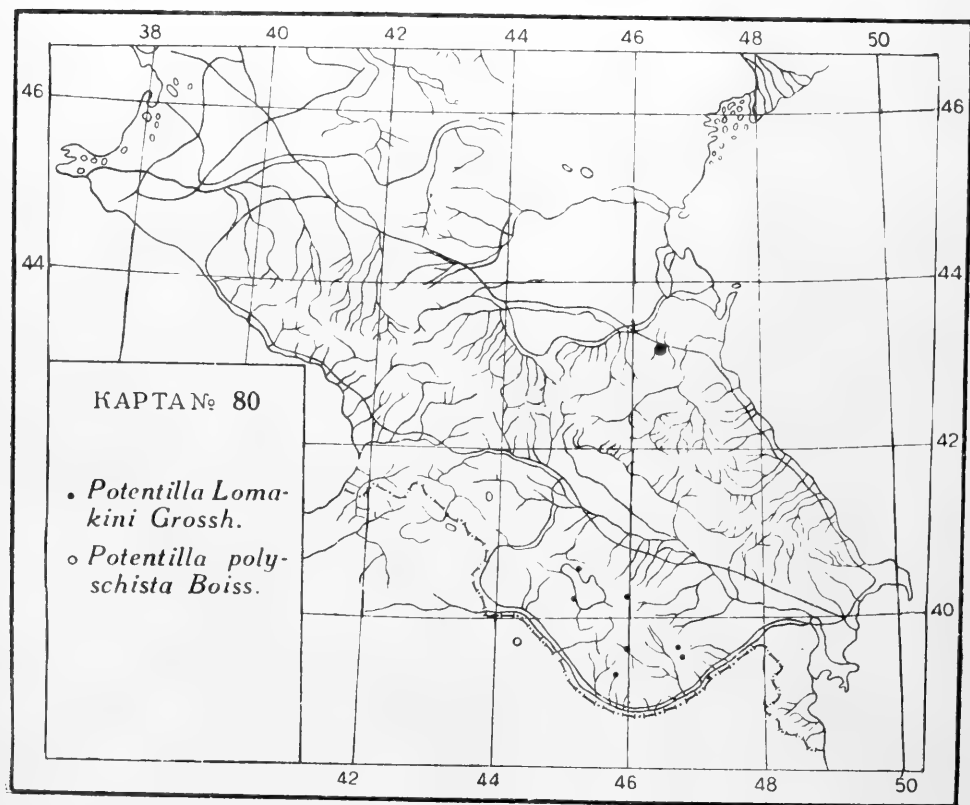 38 40 42 44 46 48 50
46 46
44 44
42
40
КАРТА № 80
• Potentilla Loma-
kini Grossh.
○ Potentilla poly-
schista Boiss.
42 44 46 48 50